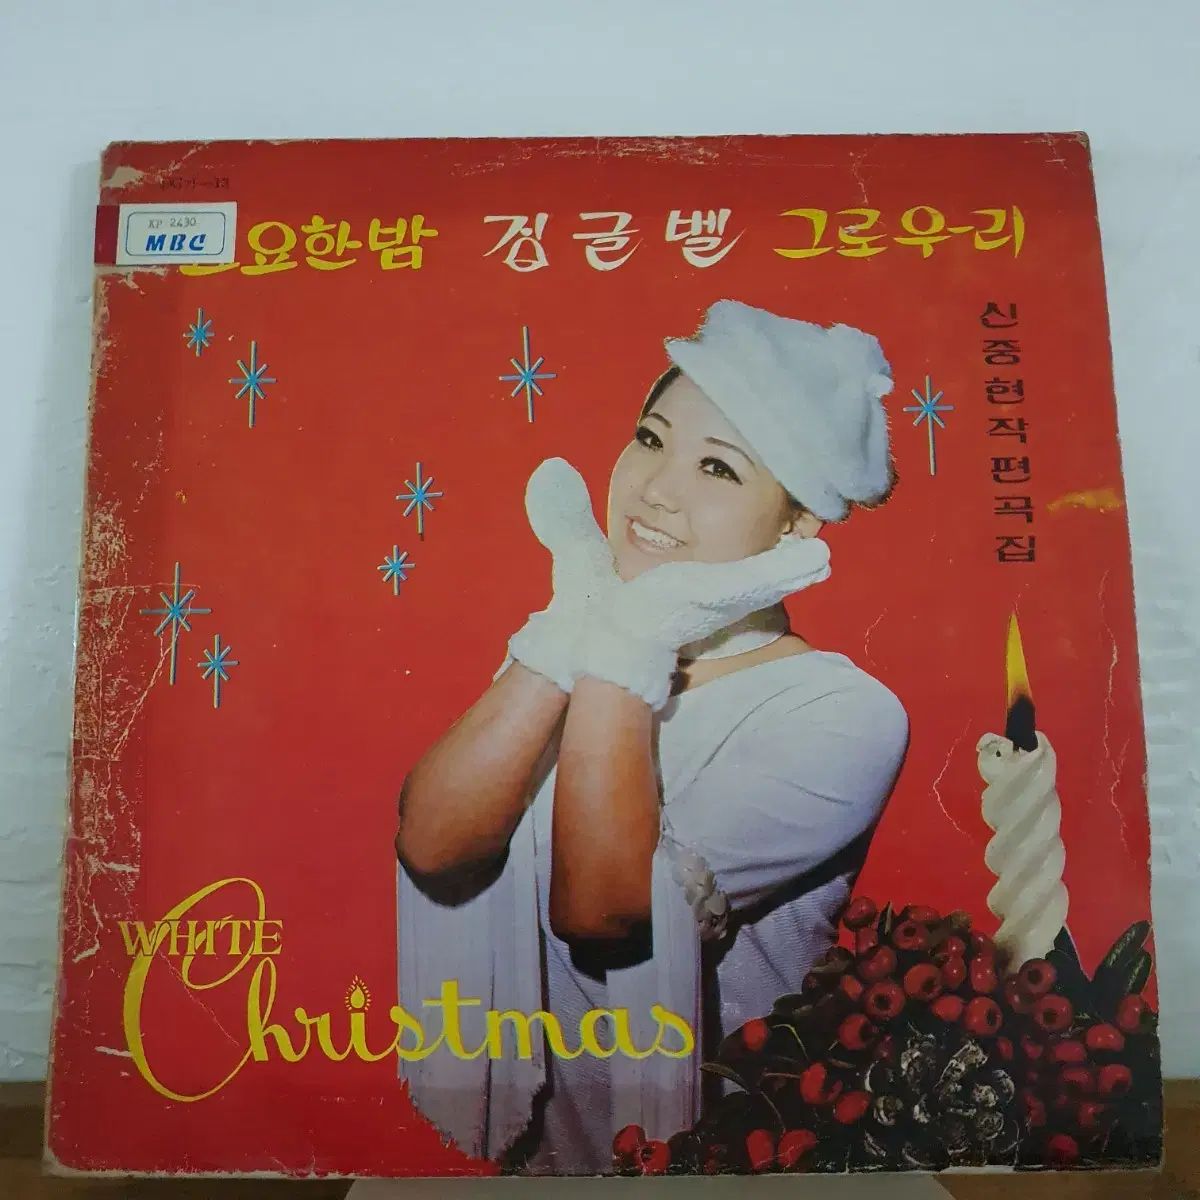 KP 2430
MBC
요한밤 징글벨 그로우리
신중현작편곡집
WHITE
Christmas